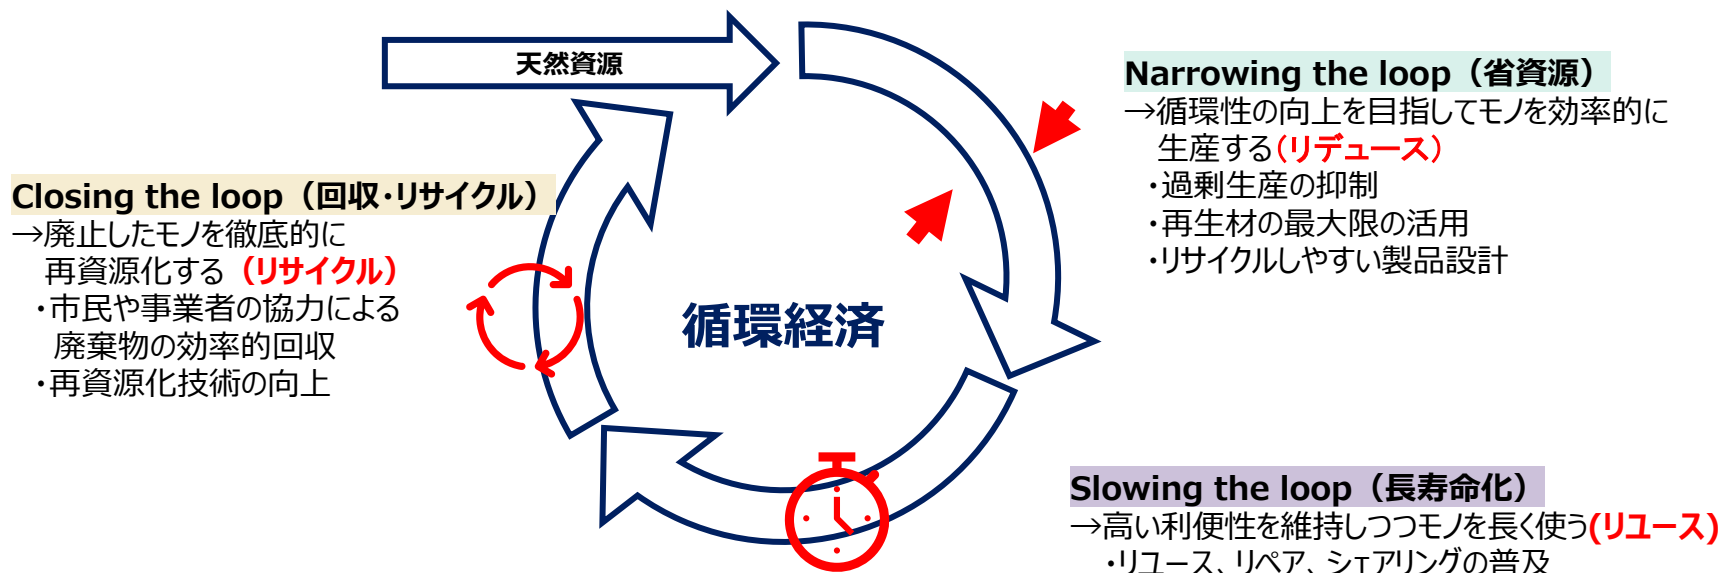 天然資源
Narrowing the loop（省資源）
→循環性の向上を目指してモノを効率的に
生産する（リデュース）
・過剰生産の抑制
・再生材の最大限の活用
・リサイクルしやすい製品設計
Closing the loop（回収・リサイクル）
→廃止したモノを徹底的に
再資源化する（リサイクル）
・市民や事業者の協力による
廃棄物の効率的回収
・再資源化技術の向上
循環経済
Slowing the loop（長寿命化）
→高い利便性を維持しつつモノを長く使う(リユース)
・リユース、リペア、シェアリングの普及